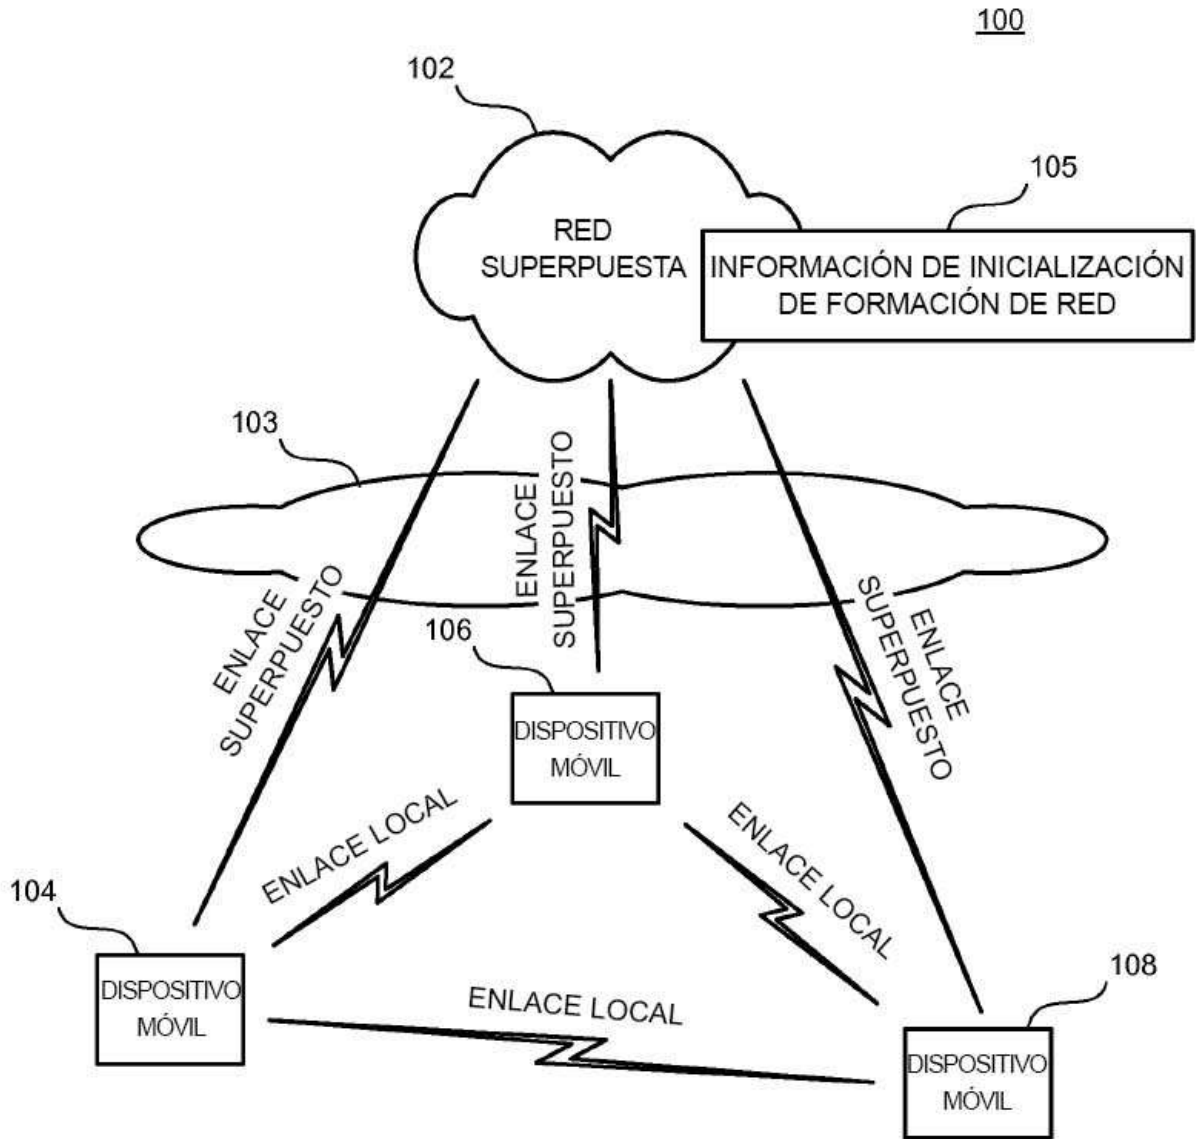 100
102
105
RED
SUPERPUESTA
INFORMACIÓN DE INICIALIZACIÓN
DE FORMACIÓN DE RED
103
ENLACE
SUPERPUESTO
ENLACE
SUPERPUESTO
ENLACE
SUPERPUESTO
106
DISPOSITIVO
MÓVIL
ENLACE LOCAL
ENLACE LOCAL
104
DISPOSITIVO
MÓVIL
ENLACE LOCAL
108
DISPOSITIVO
MÓVIL